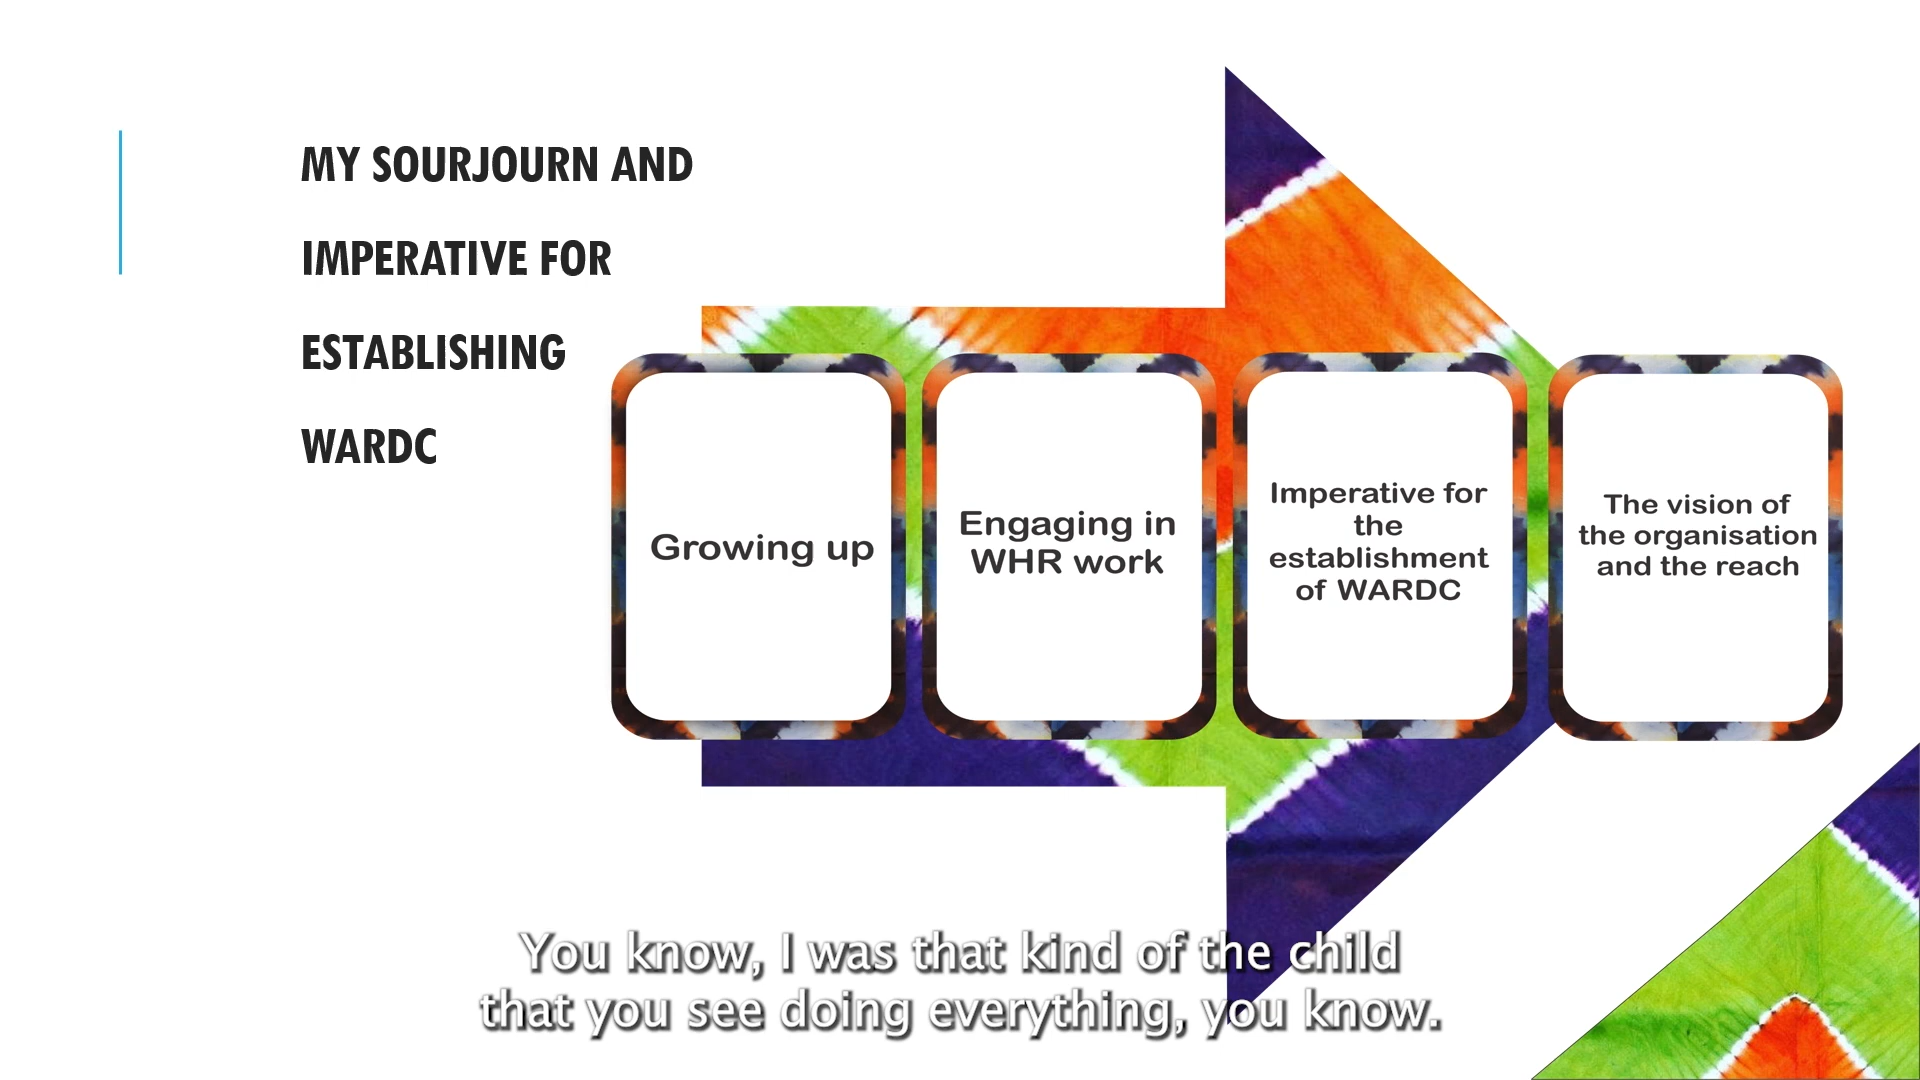 MY SOURJOURN AND
IMPERATIVE FOR
ESTABLISHING
WARDC
Growing up
Engaging in
WHR work
Imperative for
the
establishment
of WARDC
The vision of
the organisation
and the reach
You know, I was that kind of the child
that you see doing everything, you know.